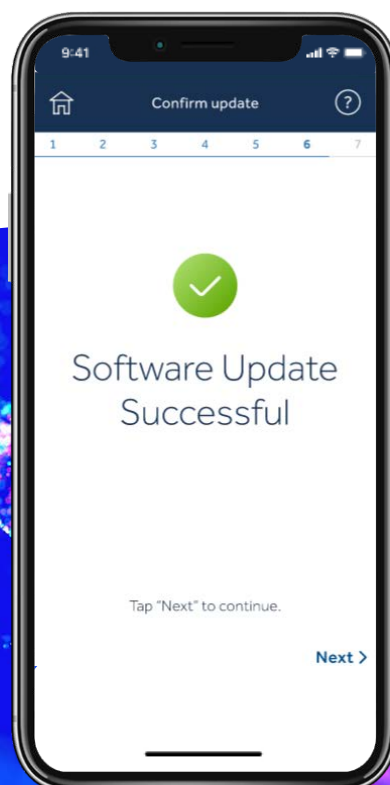 9:41
Confirm update
?
1 2 3 4 5 6 7
Software Update
Successful
Tap "Next" to continue.
Next >